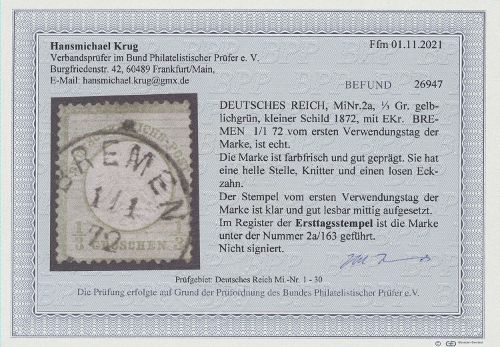 Hansmichael Krug
Ffm 01.11.2021
Verbandsprüfer im Bund Philatelistischer Prüfer e. V.
Burgfriedenstr. 42, 60489 Frankfurt/Main,
E-Mail: hansmichael.krug@gmx.de
BEFUND 26947
DEUTSCHES REICH, MiNr.2a, ⅓ Gr. gelb-
lichgrün, kleiner Schild 1872, mit EKr. BRE-
MEN 1/1 72 vom ersten Verwendungstag der
Marke, ist echt.
Die Marke ist farbfrisch und gut geprägt. Sie hat
eine helle Stelle, Knitter und einen losen Eck-
zahn.
Der Stempel vom ersten Verwendungstag der
Marke ist klar und gut lesbar mittig aufgesetzt.
Im Register der Ersttagsstempel ist die Marke
unter der Nummer 2a/163 geführt.
Nicht signiert.
BREMEN
1/1
72
GROSCHEN
Prüfgebiet: Deutsches Reich Mi.-Nr. 1 - 30
Die Prüfung erfolgte auf Grund der Prüfordnung des Bundes Philatelistischer Prüfer e.V.